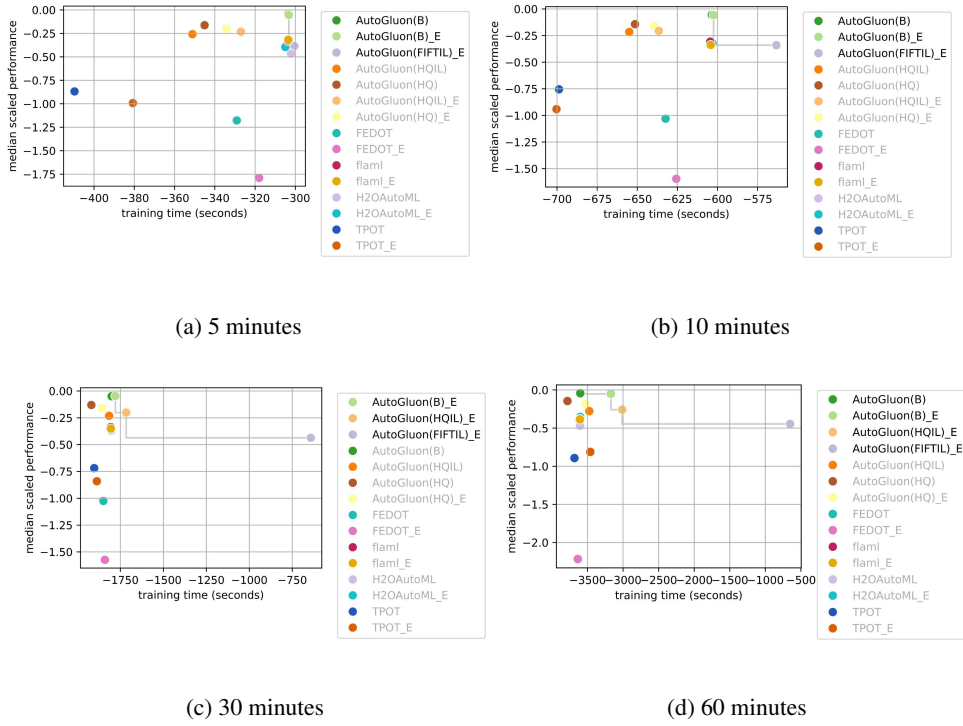 0.00
−0.25
−0.50
−0.75
−1.00
−1.25
−1.50
−1.75
median scaled performance
−400
−380
−360
−340
−320
−300
training time (seconds)
AutoGluon(B)
AutoGluon(B)_E
AutoGluon(FIFTIL)_E
AutoGluon(HQIL)
AutoGluon(HQ)
AutoGluon(HQIL)_E
AutoGluon(HQ)_E
FEDOT
FEDOT_E
flaml
flaml_E
H2OAutoML
H2OAutoML_E
TPOT
TPOT_E
(a) 5 minutes
0.00
−0.25
−0.50
−0.75
−1.00
−1.25
−1.50
median scaled performance
−700
−675
−650
−625
−600
−575
training time (seconds)
AutoGluon(B)
AutoGluon(B)_E
AutoGluon(FIFTIL)_E
AutoGluon(HQIL)
AutoGluon(HQ)
AutoGluon(HQIL)_E
AutoGluon(HQ)_E
FEDOT
FEDOT_E
flaml
flaml_E
H2OAutoML
H2OAutoML_E
TPOT
TPOT_E
(b) 10 minutes
0.00
−0.25
−0.50
−0.75
−1.00
−1.25
−1.50
median scaled performance
−1750
−1500
−1250
−1000
−750
training time (seconds)
AutoGluon(B)_E
AutoGluon(HQIL)_E
AutoGluon(FIFTIL)_E
AutoGluon(B)
AutoGluon(HQIL)
AutoGluon(HQ)
AutoGluon(HQ)_E
FEDOT
FEDOT_E
flaml
flaml_E
H2OAutoML
H2OAutoML_E
TPOT
TPOT_E
(c) 30 minutes
0.0
−0.5
−1.0
−1.5
−2.0
median scaled performance
−3500
−3000
−2500
−2000
−1500
−1000
−500
training time (seconds)
AutoGluon(B)
AutoGluon(B)_E
AutoGluon(HQIL)_E
AutoGluon(FIFTIL)_E
AutoGluon(HQIL)
AutoGluon(HQ)
AutoGluon(HQ)_E
FEDOT
FEDOT_E
flaml
flaml_E
H2OAutoML
H2OAutoML_E
TPOT
TPOT_E
(d) 60 minutes